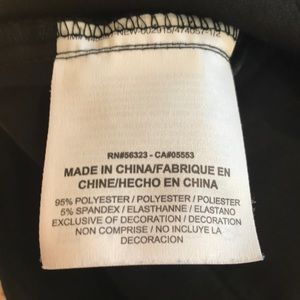 RN#56323 - CA#05553
MADE IN CHINA/FABRIQUE EN
CHINE/HECHO EN CHINA
95% POLYESTER / POLYESTER / POLIESTER
5% SPANDEX / ELASTHANNE / ELASTANO
EXCLUSIVE OF DECORATION / DECORATION
NON COMPRISE / NO INCLUYE LA
DECORACION